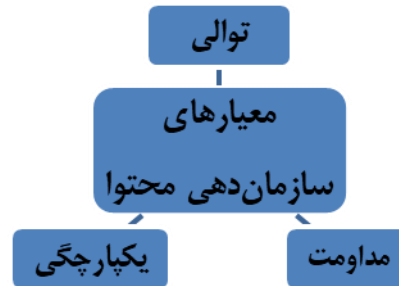 توالی
معیارهای
سازمان‌دهی محتوا
مداومت
یکپارچگی